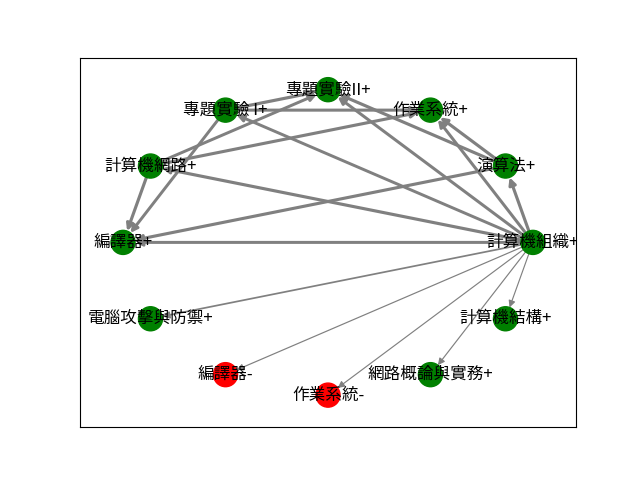 專題實驗II+
專題實驗 I+
作業系統+
計算機網路+
演算法+
編譯器+
計算機組織+
電腦攻擊與防禦+
計算機結構+
編譯器-
網路概論與實務+
作業系統-